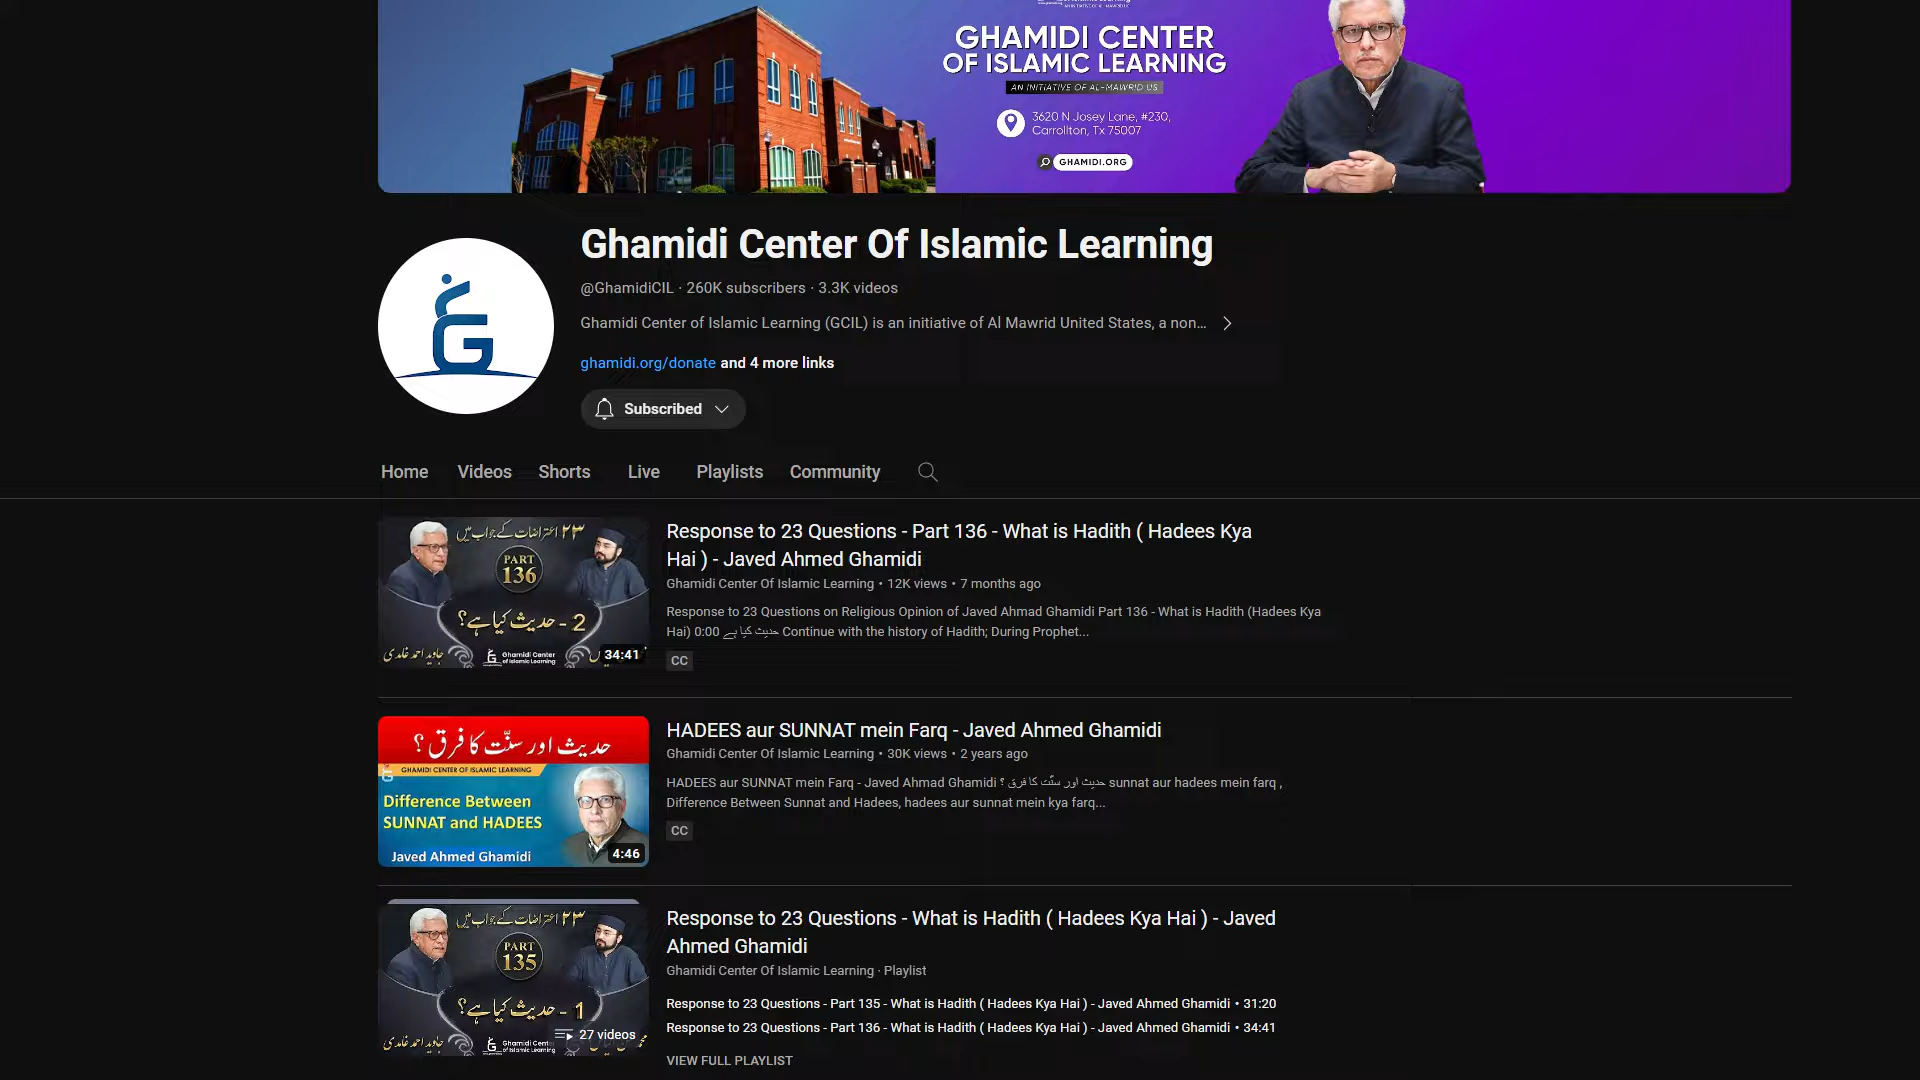 GHAMIDI CENTER
OF ISLAMIC LEARNING
AN INITIATIVE OF AL-MAWRID US
3620 N Josey Lane, #230,
Carrollton, Tx 75007
GHAMIDI.ORG
Ghamidi Center Of Islamic Learning
@GhamidiCIL · 260K subscribers · 3.3K videos
Ghamidi Center of Islamic Learning (GCIL) is an initiative of Al Mawrid United States, a non...
ghamidi.org/donate and 4 more links
Subscribed
Home Videos Shorts Live Playlists Community
۲۳ اعتراضات کے جواب میں
PART
136
2 - حدیث کیا ہے؟
جاوید احمد غامدی
Ghamidi Center
of Islamic Learning
34:41
Response to 23 Questions - Part 136 - What is Hadith ( Hadees Kya
Hai ) - Javed Ahmed Ghamidi
Ghamidi Center Of Islamic Learning • 12K views • 7 months ago
Response to 23 Questions on Religious Opinion of Javed Ahmad Ghamidi Part 136 - What is Hadith (Hadees Kya
Hai) 0:00 حدیث کیا ہے Continue with the history of Hadith; During Prophet...
CC
حدیث اور سنّت کا فرق ؟
GHAMIDI CENTER OF ISLAMIC LEARNING
Difference Between
SUNNAT and HADEES
Javed Ahmed Ghamidi
4:46
HADEES aur SUNNAT mein Farq - Javed Ahmed Ghamidi
Ghamidi Center Of Islamic Learning • 30K views • 2 years ago
HADEES aur SUNNAT mein Farq - Javed Ahmad Ghamidi حدیث اور سنّت کا فرق ؟ sunnat aur hadees mein farq ,
Difference Between Sunnat and Hadees, hadees aur sunnat mein kya farq...
CC
۲۳ اعتراضات کے جواب میں
PART
135
1 - حدیث کیا ہے؟
27 videos
جاوید احمد غامدی
Ghamidi Center
of Islamic Learning
Response to 23 Questions - What is Hadith ( Hadees Kya Hai ) - Javed
Ahmed Ghamidi
Ghamidi Center Of Islamic Learning · Playlist
Response to 23 Questions - Part 135 - What is Hadith ( Hadees Kya Hai ) - Javed Ahmed Ghamidi • 31:20
Response to 23 Questions - Part 136 - What is Hadith ( Hadees Kya Hai ) - Javed Ahmed Ghamidi • 34:41
VIEW FULL PLAYLIST